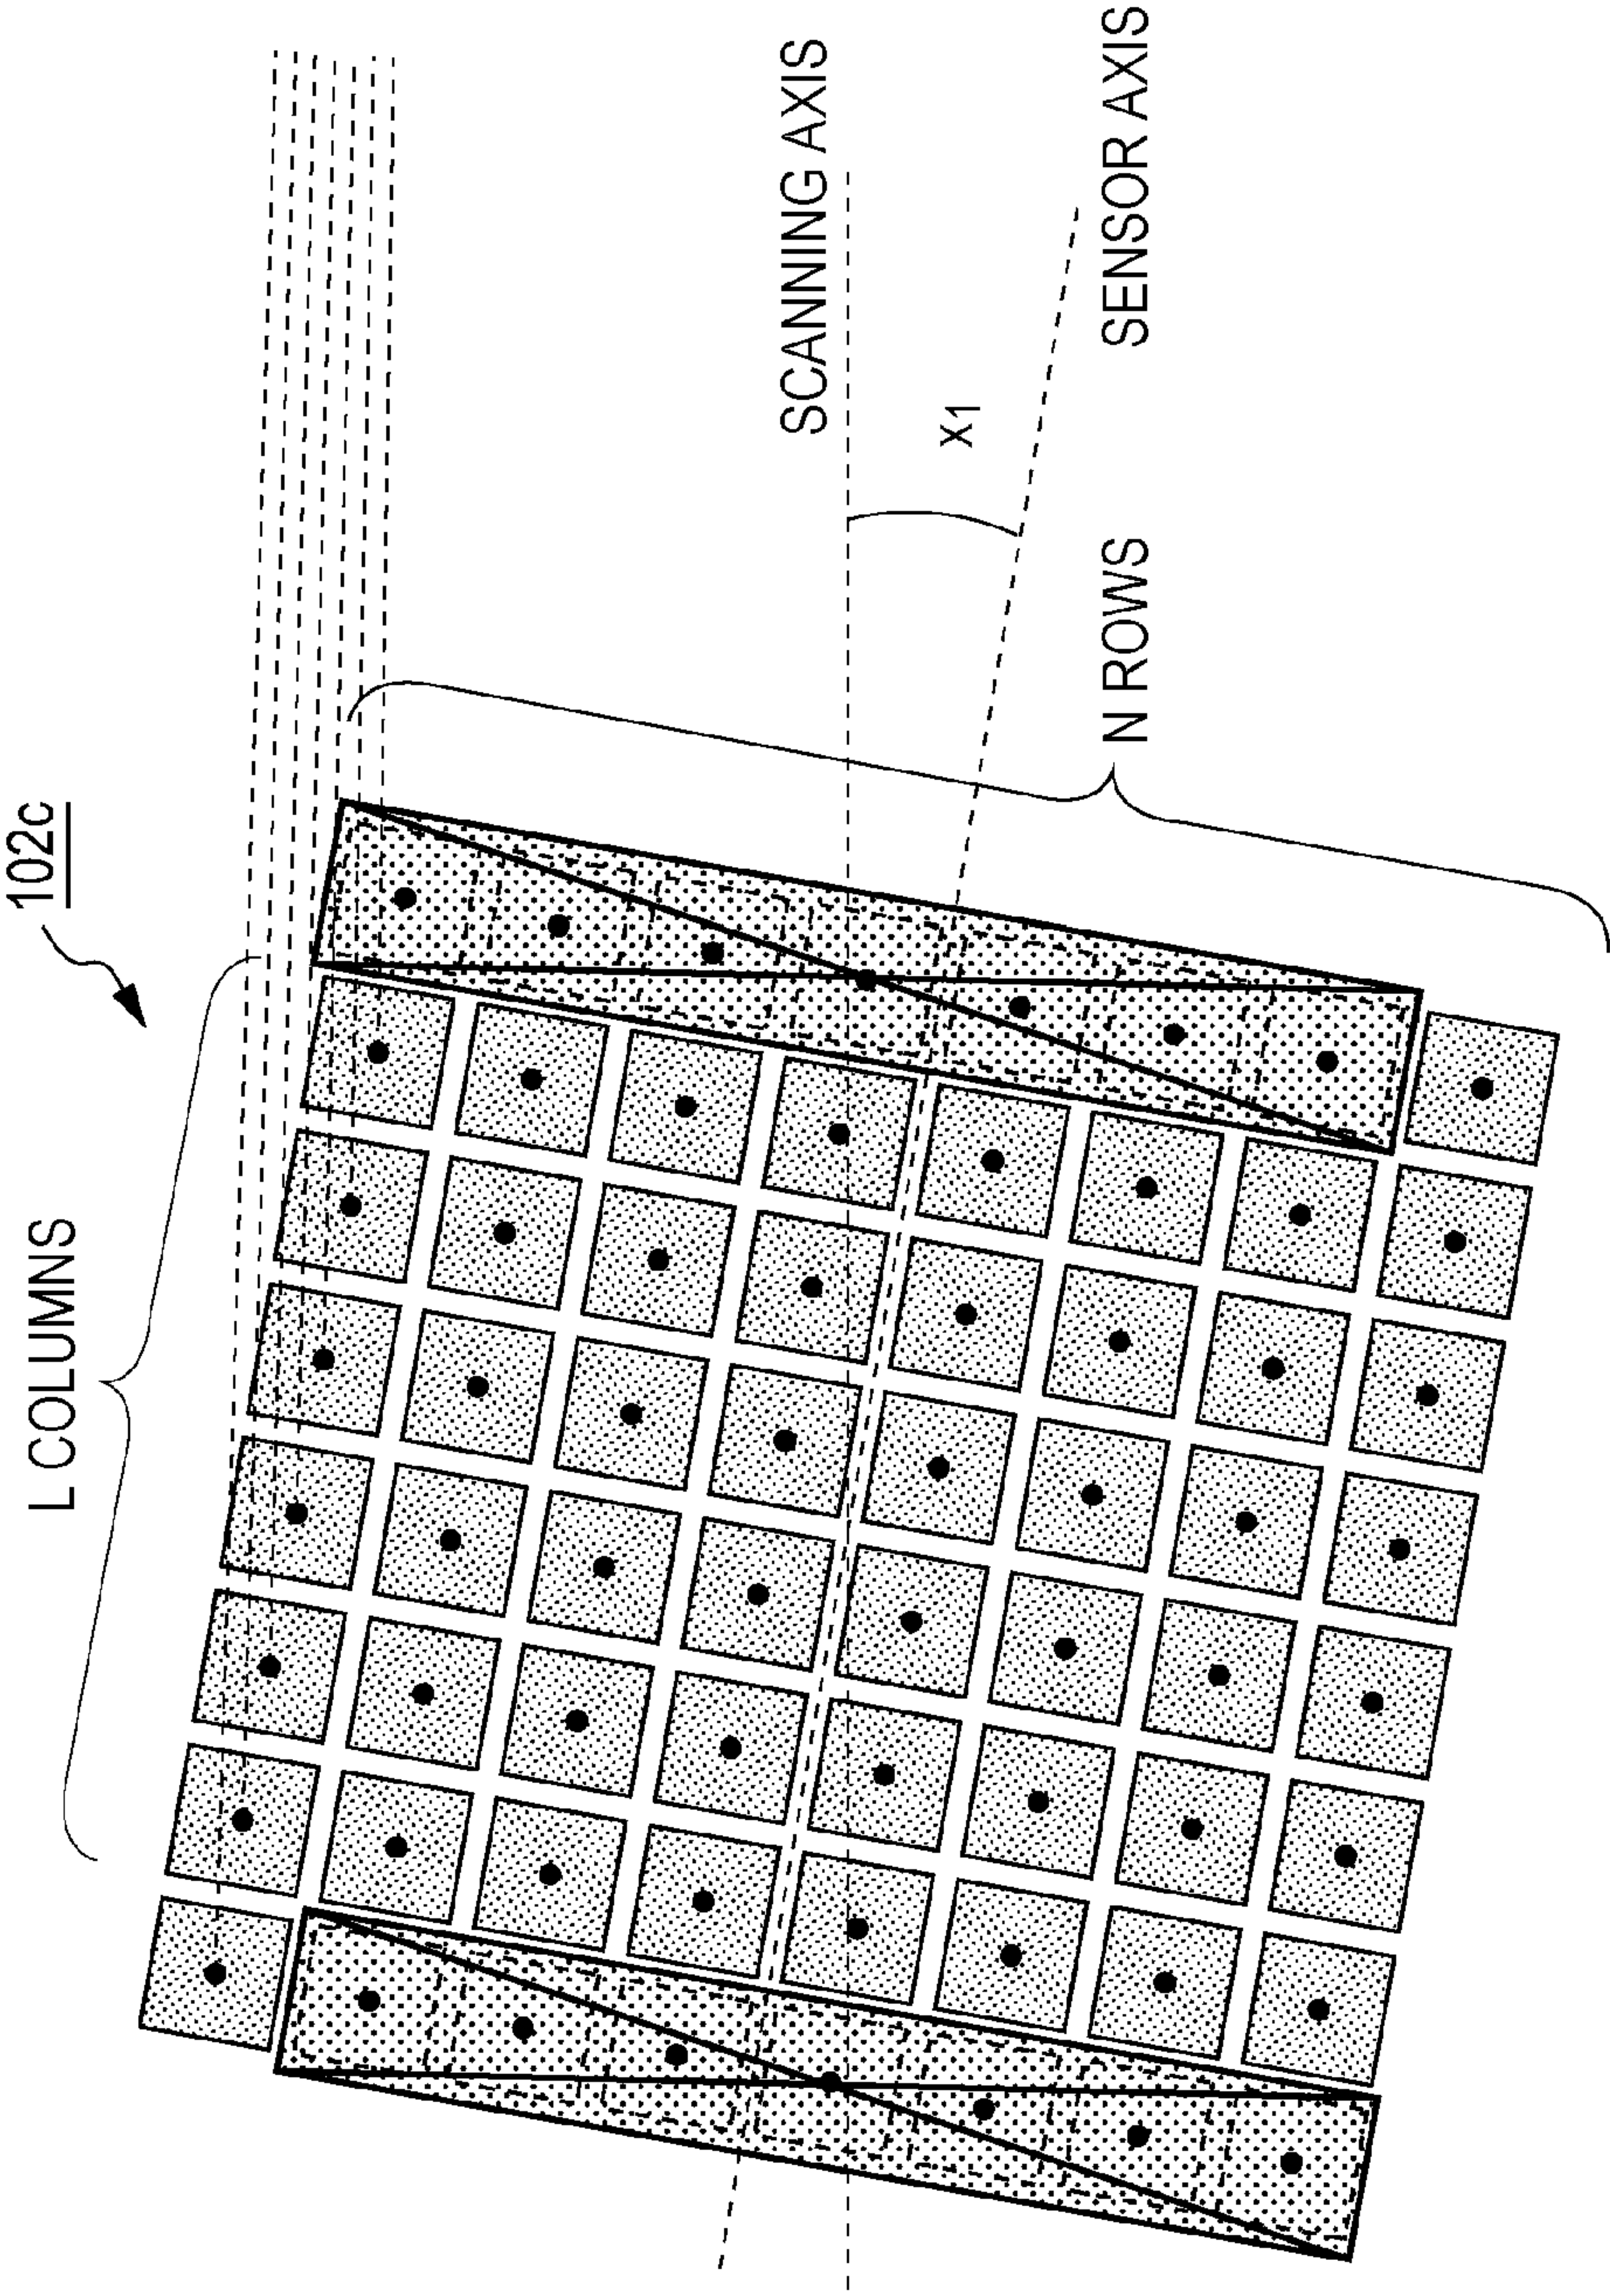 102c
L COLUMNS
N ROWS
X1
SCANNING AXIS
SENSOR AXIS